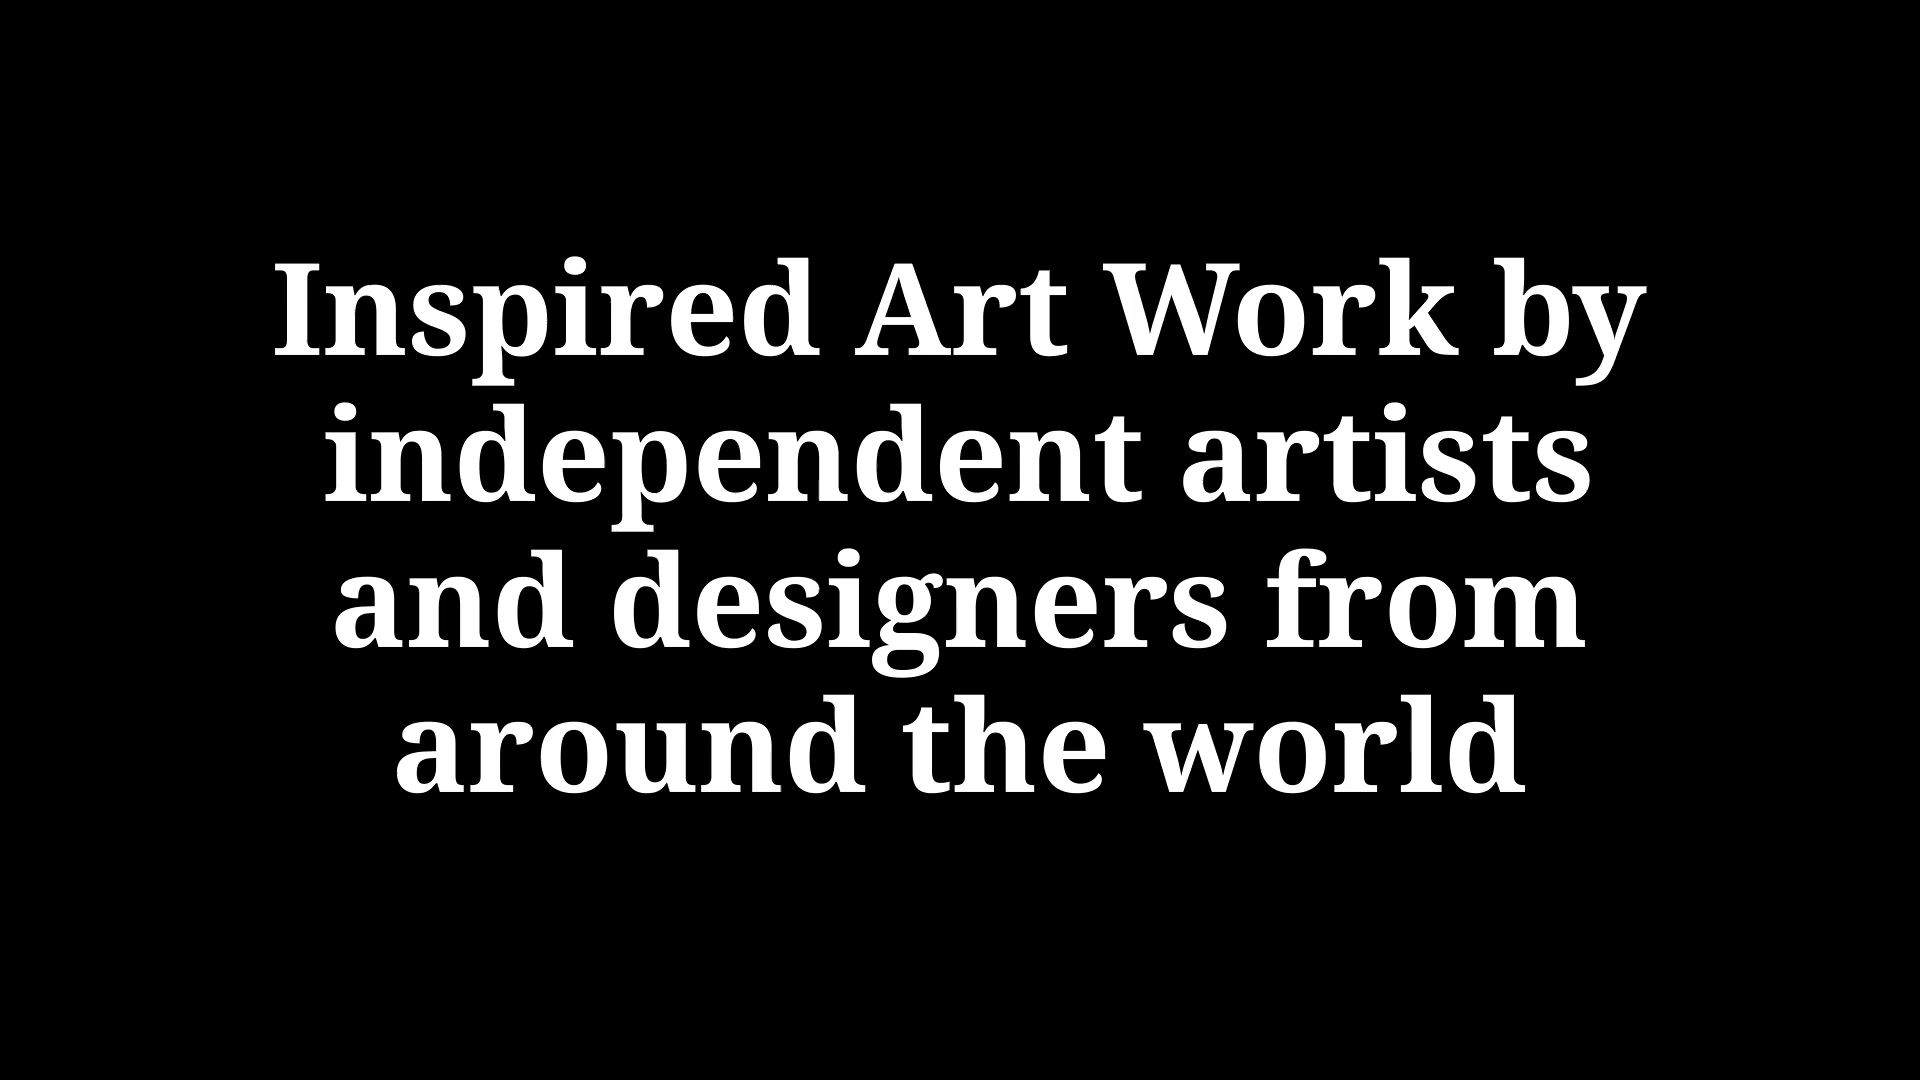 Inspired Art Work by
independent artists
and designers from
around the world